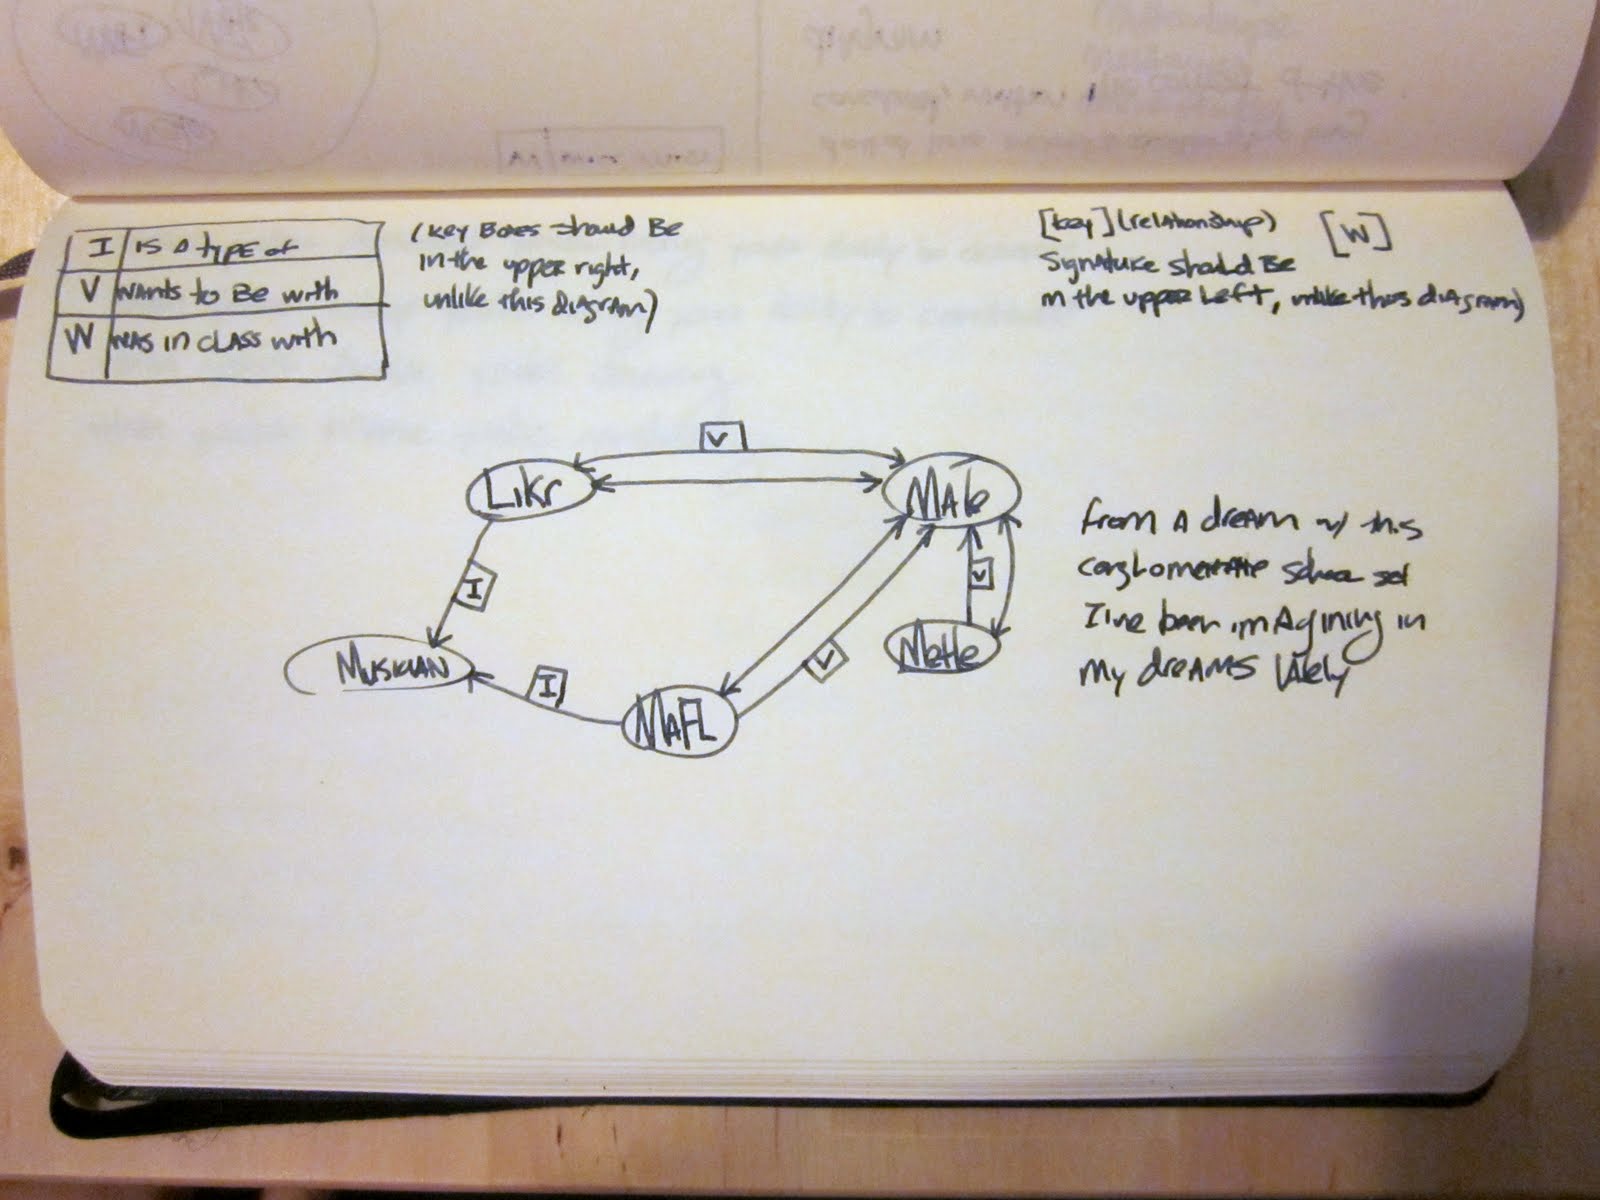 I IS A TYPE OF
V WANTS TO BE WITH
W WAS IN CLASS WITH
(KEY BOXES SHOULD BE
IN THE UPPER RIGHT,
UNLIKE THIS DIAGRAM)
[KEY] (RELATIONSHIP) [W]
SIGNATURE SHOULD BE
IN THE UPPER LEFT, UNLIKE THIS DIAGRAM)
V
LIKR
I
V
I
MUSICIAN
V
MAFL
FROM A DREAM W/ THIS
CONGLOMERATE SCHOOL SET
I'VE BEEN IMAGINING IN
MY DREAMS LATELY